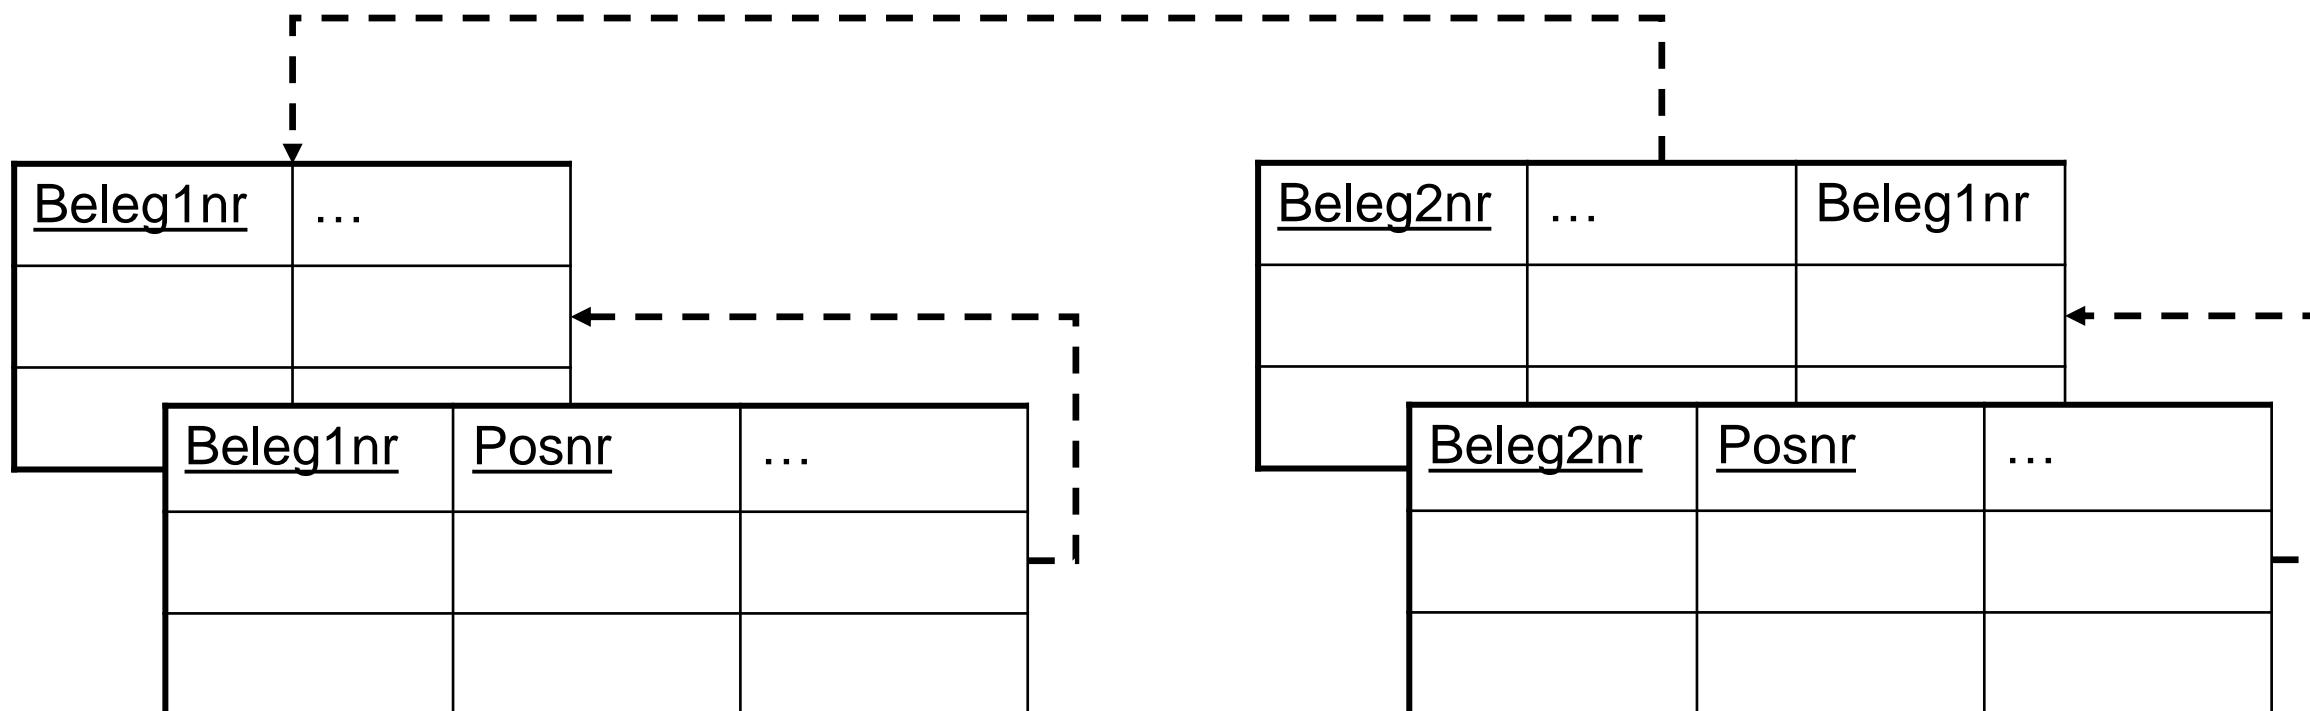 Beleg1nr …
Beleg2nr … Beleg1nr
Beleg1nr Posnr …
Beleg2nr Posnr …